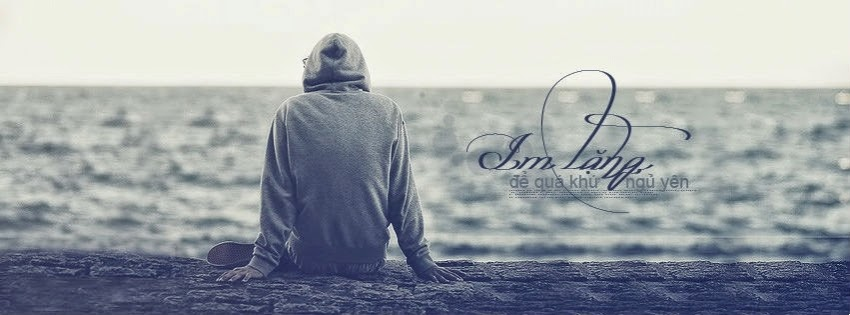 Im lặng,
để quá khứ ngủ yên